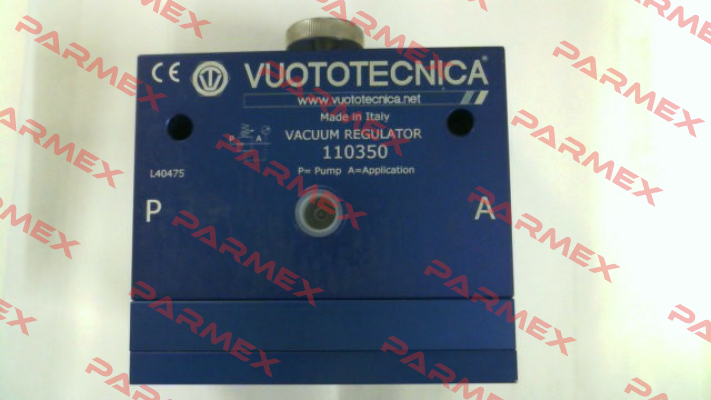 CE VUOTOTECNICA®
www.vuototecnica.net
Made in Italy
VACUUM REGULATOR
P A
110350
P= Pump A=Application
L40475
P A
PARMEX